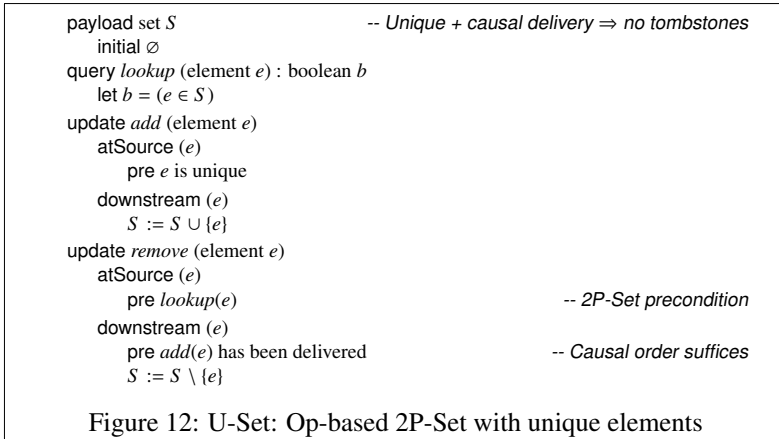 payload set S -- Unique + causal delivery ⇒ no tombstones
initial ∅
query lookup (element e) : boolean b
let b = (e ∈ S)
update add (element e)
atSource (e)
pre e is unique
downstream (e)
S := S ∪ {e}
update remove (element e)
atSource (e)
pre lookup(e) -- 2P-Set precondition
downstream (e)
pre add(e) has been delivered -- Causal order suffices
S := S \ {e}
Figure 12: U-Set: Op-based 2P-Set with unique elements